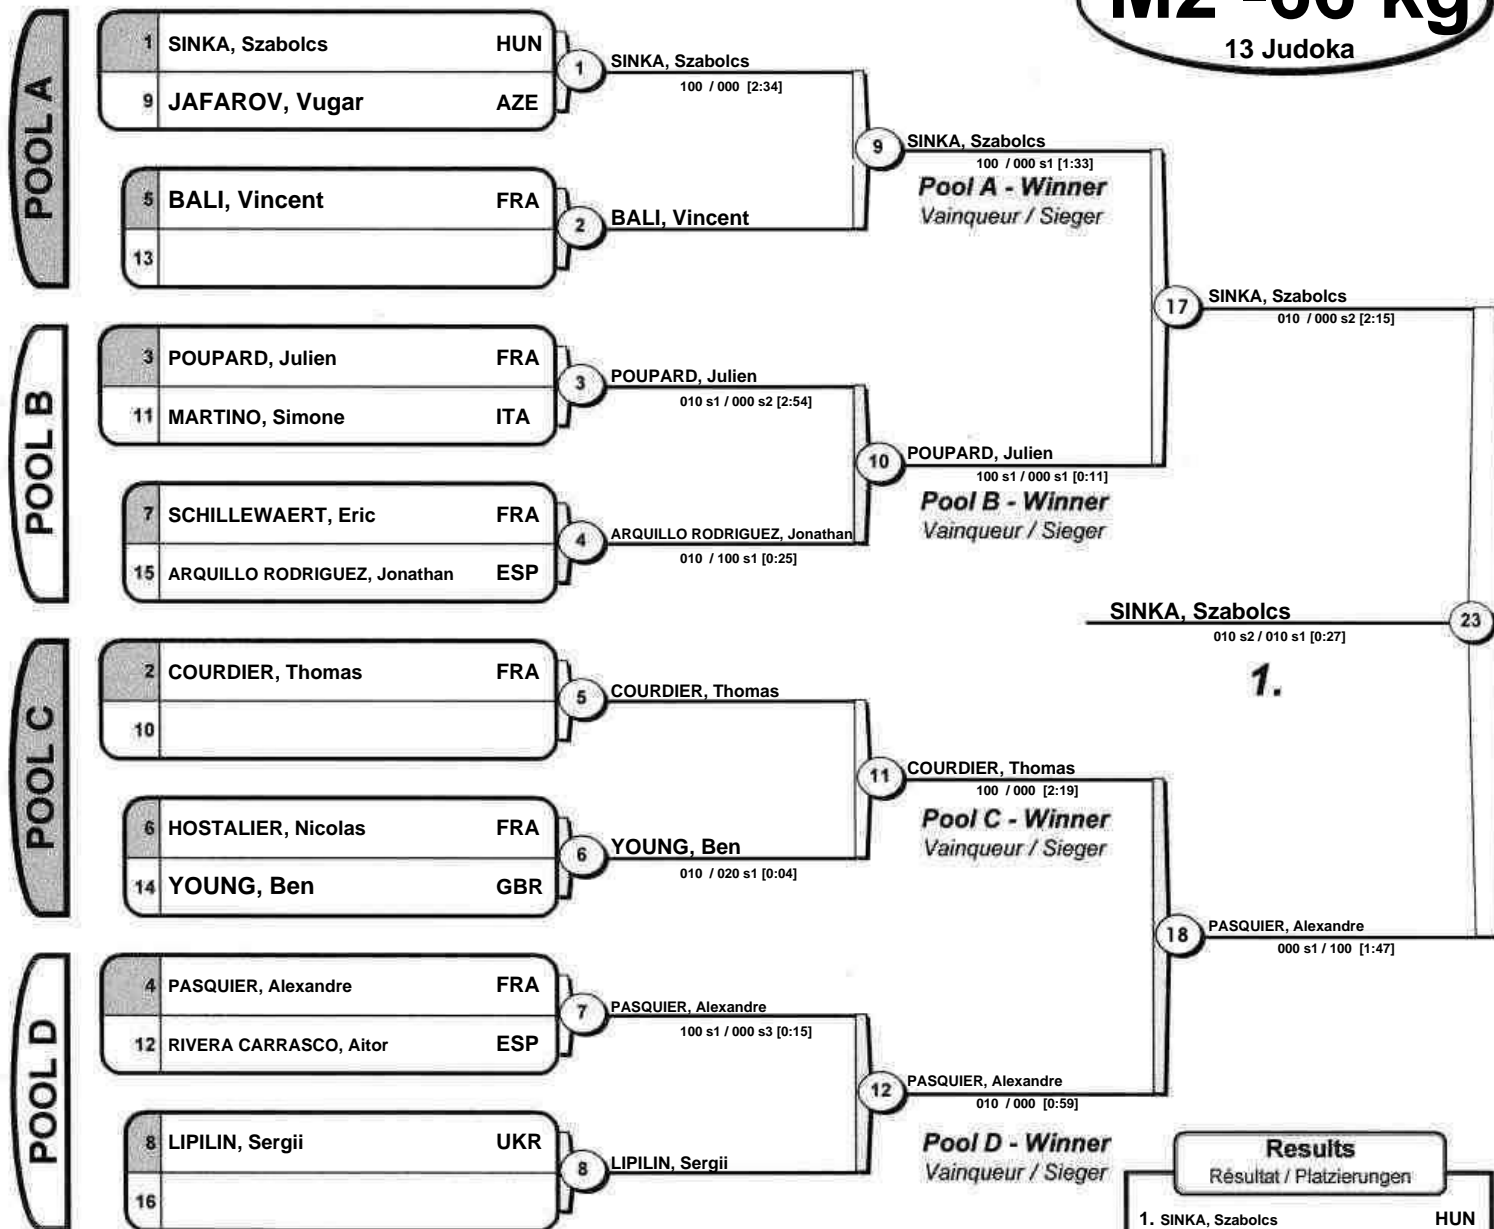 M2 -66 kg
13 Judoka
POOL A
1 SINKA, Szabolcs HUN
9 JAFAROV, Vugar AZE
1
SINKA, Szabolcs
100 / 000 [2:34]
5 BALI, Vincent FRA
13
2
BALI, Vincent
9
SINKA, Szabolcs
100 / 000 s1 [1:33]
Pool A - Winner
Vainqueur / Sieger
POOL B
3 POUPARD, Julien FRA
11 MARTINO, Simone ITA
3
POUPARD, Julien
010 s1 / 000 s2 [2:54]
7 SCHILLEWAERT, Eric FRA
15 ARQUILLO RODRIGUEZ, Jonathan ESP
4
ARQUILLO RODRIGUEZ, Jonathan
010 / 100 s1 [0:25]
10
POUPARD, Julien
100 s1 / 000 s1 [0:11]
Pool B - Winner
Vainqueur / Sieger
17
SINKA, Szabolcs
010 / 000 s2 [2:15]
POOL C
2 COURDIER, Thomas FRA
10
5
COURDIER, Thomas
6 HOSTALIER, Nicolas FRA
14 YOUNG, Ben GBR
6
YOUNG, Ben
010 / 020 s1 [0:04]
11
COURDIER, Thomas
100 / 000 [2:19]
Pool C - Winner
Vainqueur / Sieger
POOL D
4 PASQUIER, Alexandre FRA
12 RIVERA CARRASCO, Aitor ESP
7
PASQUIER, Alexandre
100 s1 / 000 s3 [0:15]
8 LIPILIN, Sergii UKR
16
8
LIPILIN, Sergii
12
PASQUIER, Alexandre
010 / 000 [0:59]
Pool D - Winner
Vainqueur / Sieger
18
PASQUIER, Alexandre
000 s1 / 100 [1:47]
SINKA, Szabolcs
23
010 s2 / 010 s1 [0:27]
1.
Results
Résultat / Platzierungen
1. SINKA, Szabolcs HUN